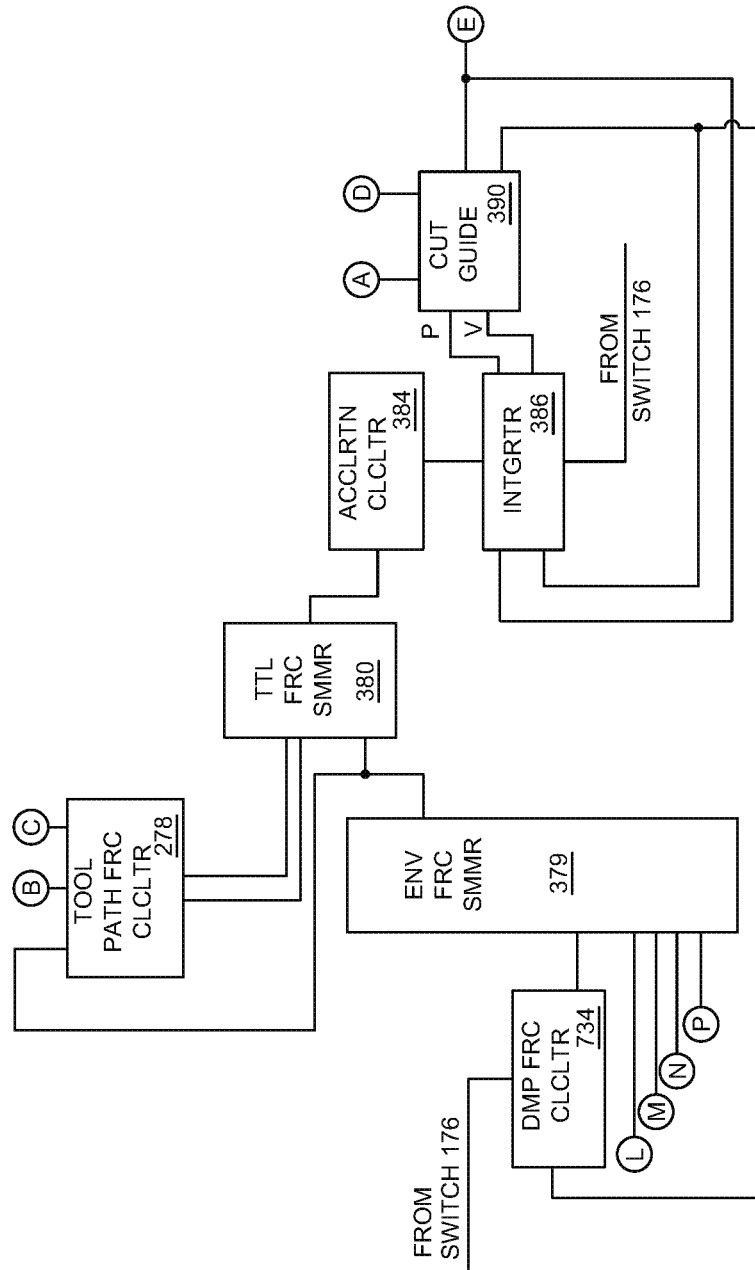 B
C
TOOL
PATH FRC
CLCLTR
278
TTL
FRC
SMMR
380
ACCLRTN
CLCLTR
384
A
D
E
P
V
CUT
GUIDE
390
INTGRTR
386
FROM
SWITCH 176
ENV
FRC
SMMR
379
FROM
SWITCH 176
DMP FRC
CLCLTR
734
L
M
N
P